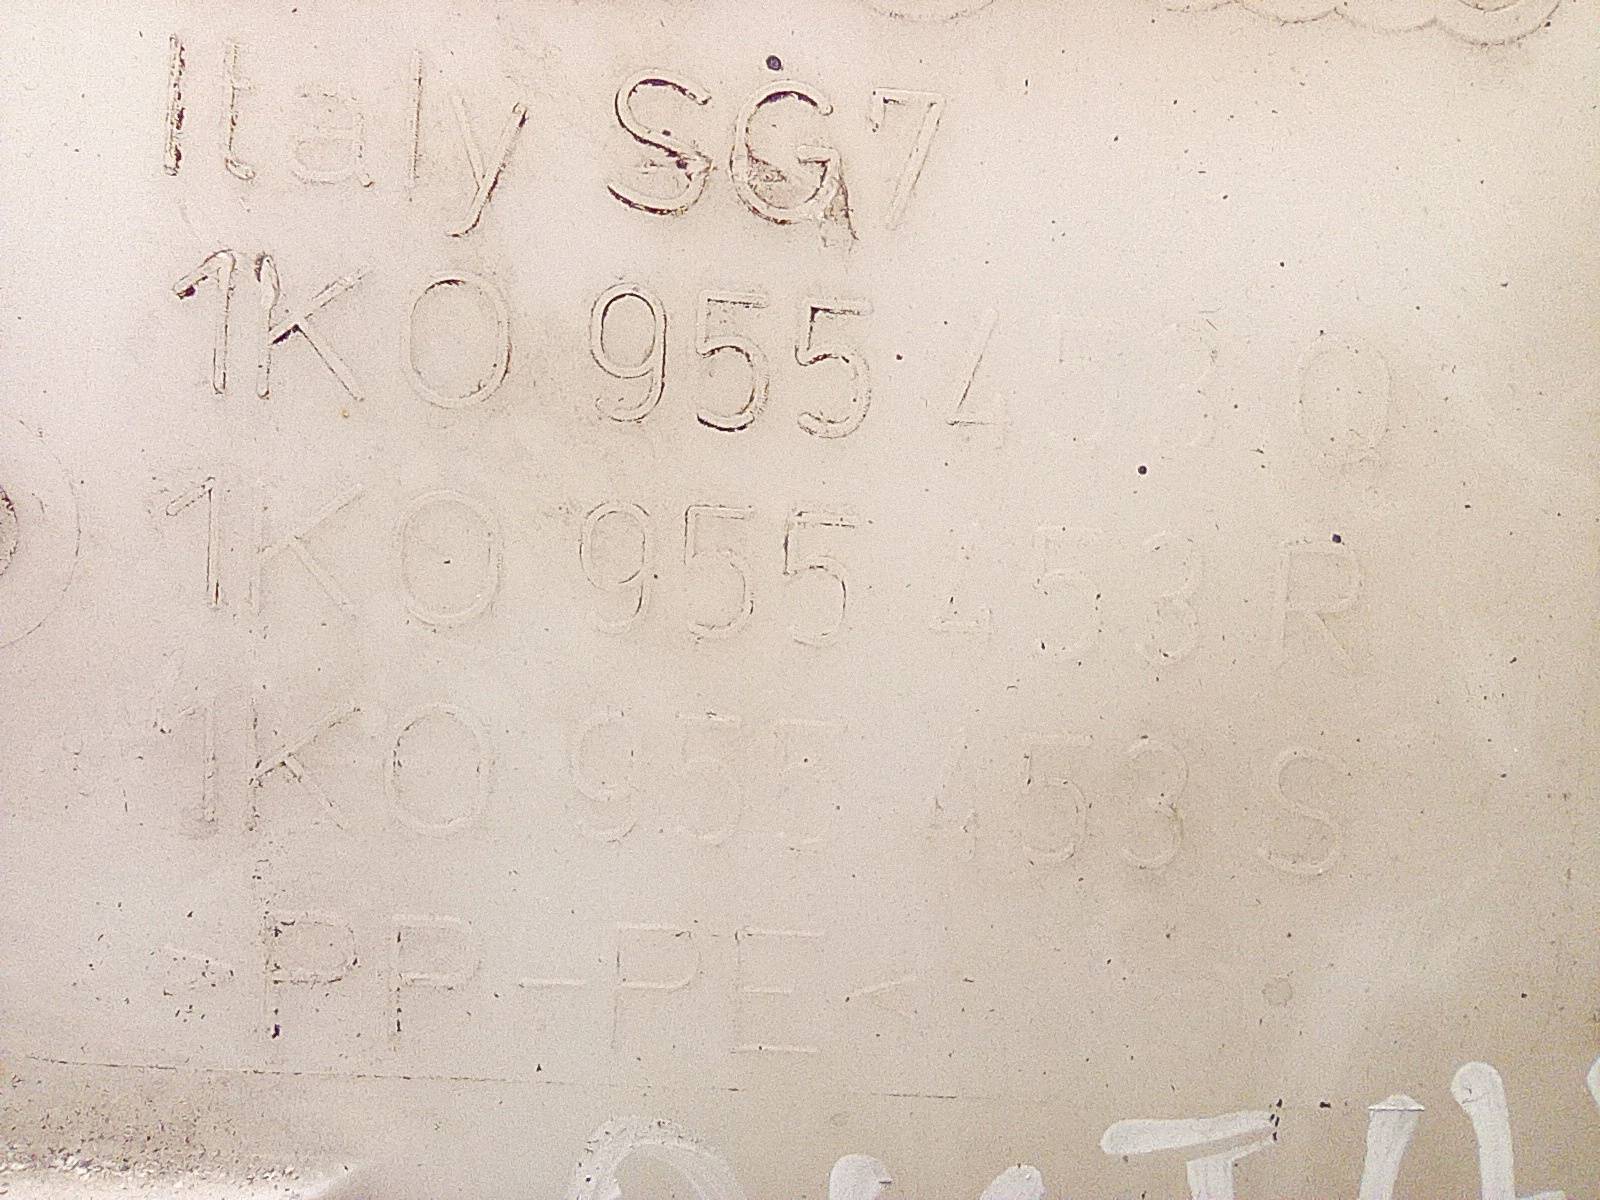 Italy SG7
1K0 955 453 Q
1K0 955 453 R
1K0 955 453 S
>PP-PE<